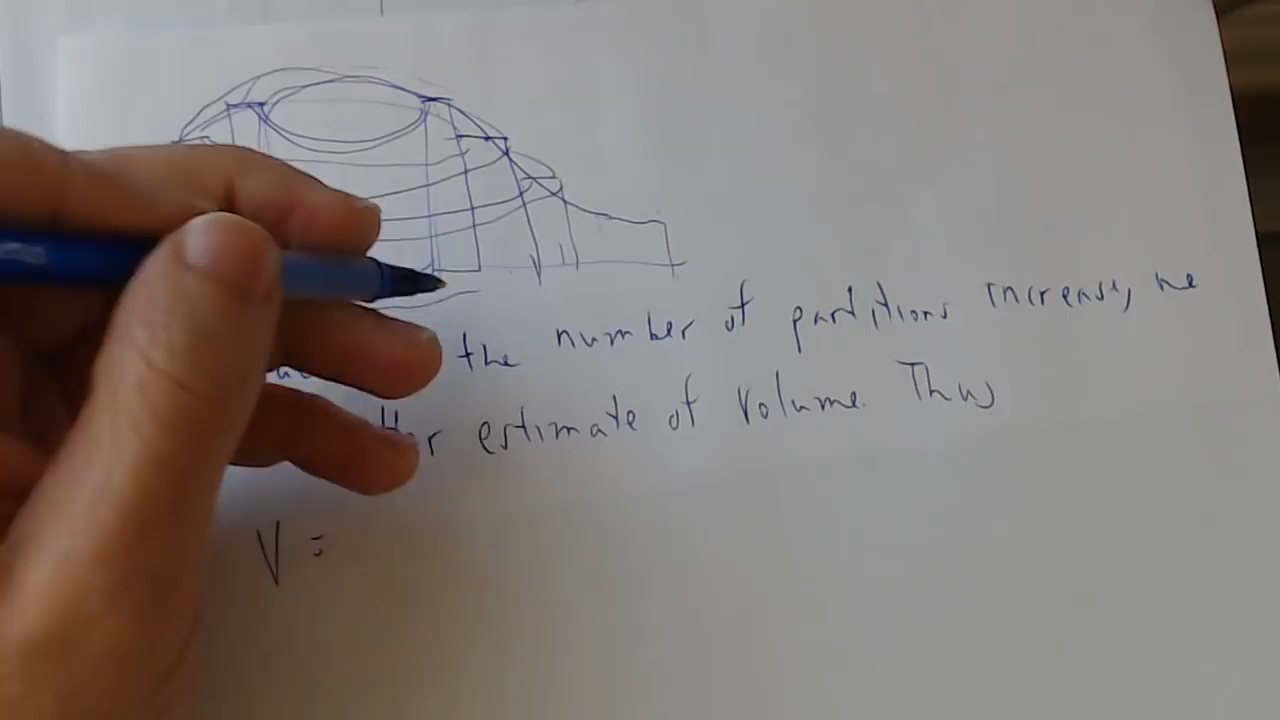 the number of partitions increase, we
estimate of Volume. Thus
V =